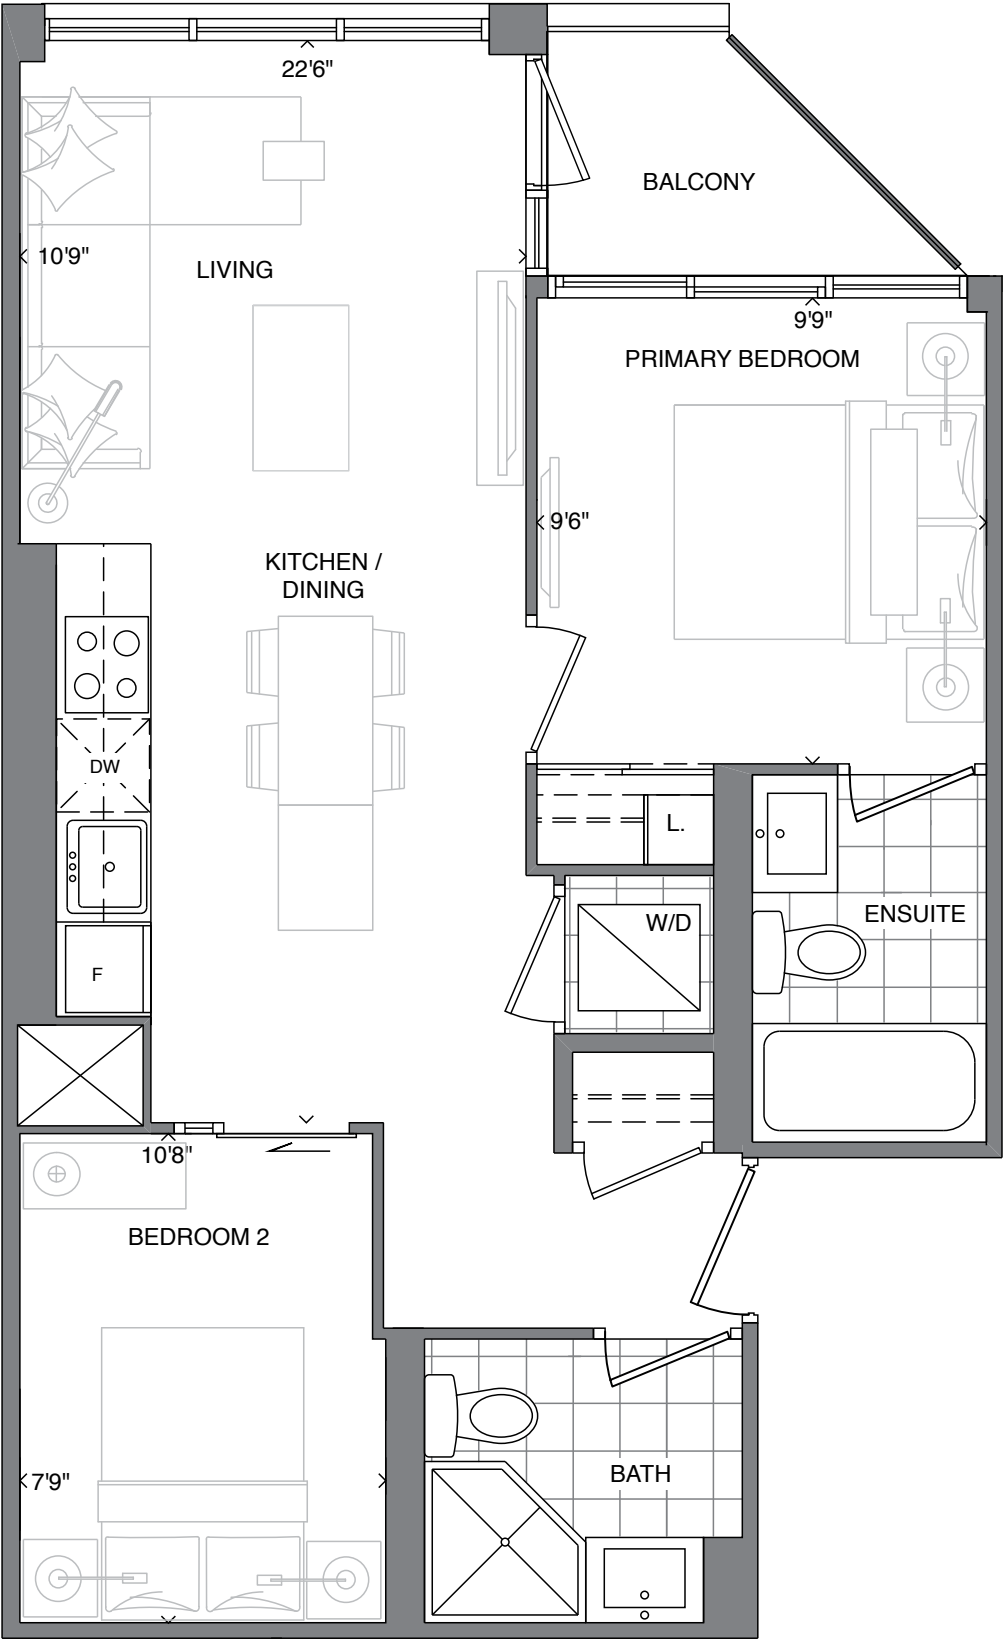 22'6"
BALCONY
10'9"
LIVING
9'9"
PRIMARY BEDROOM
9'6"
KITCHEN /
DINING
DW
L.
W/D
ENSUITE
F
10'8"
BEDROOM 2
7'9"
BATH